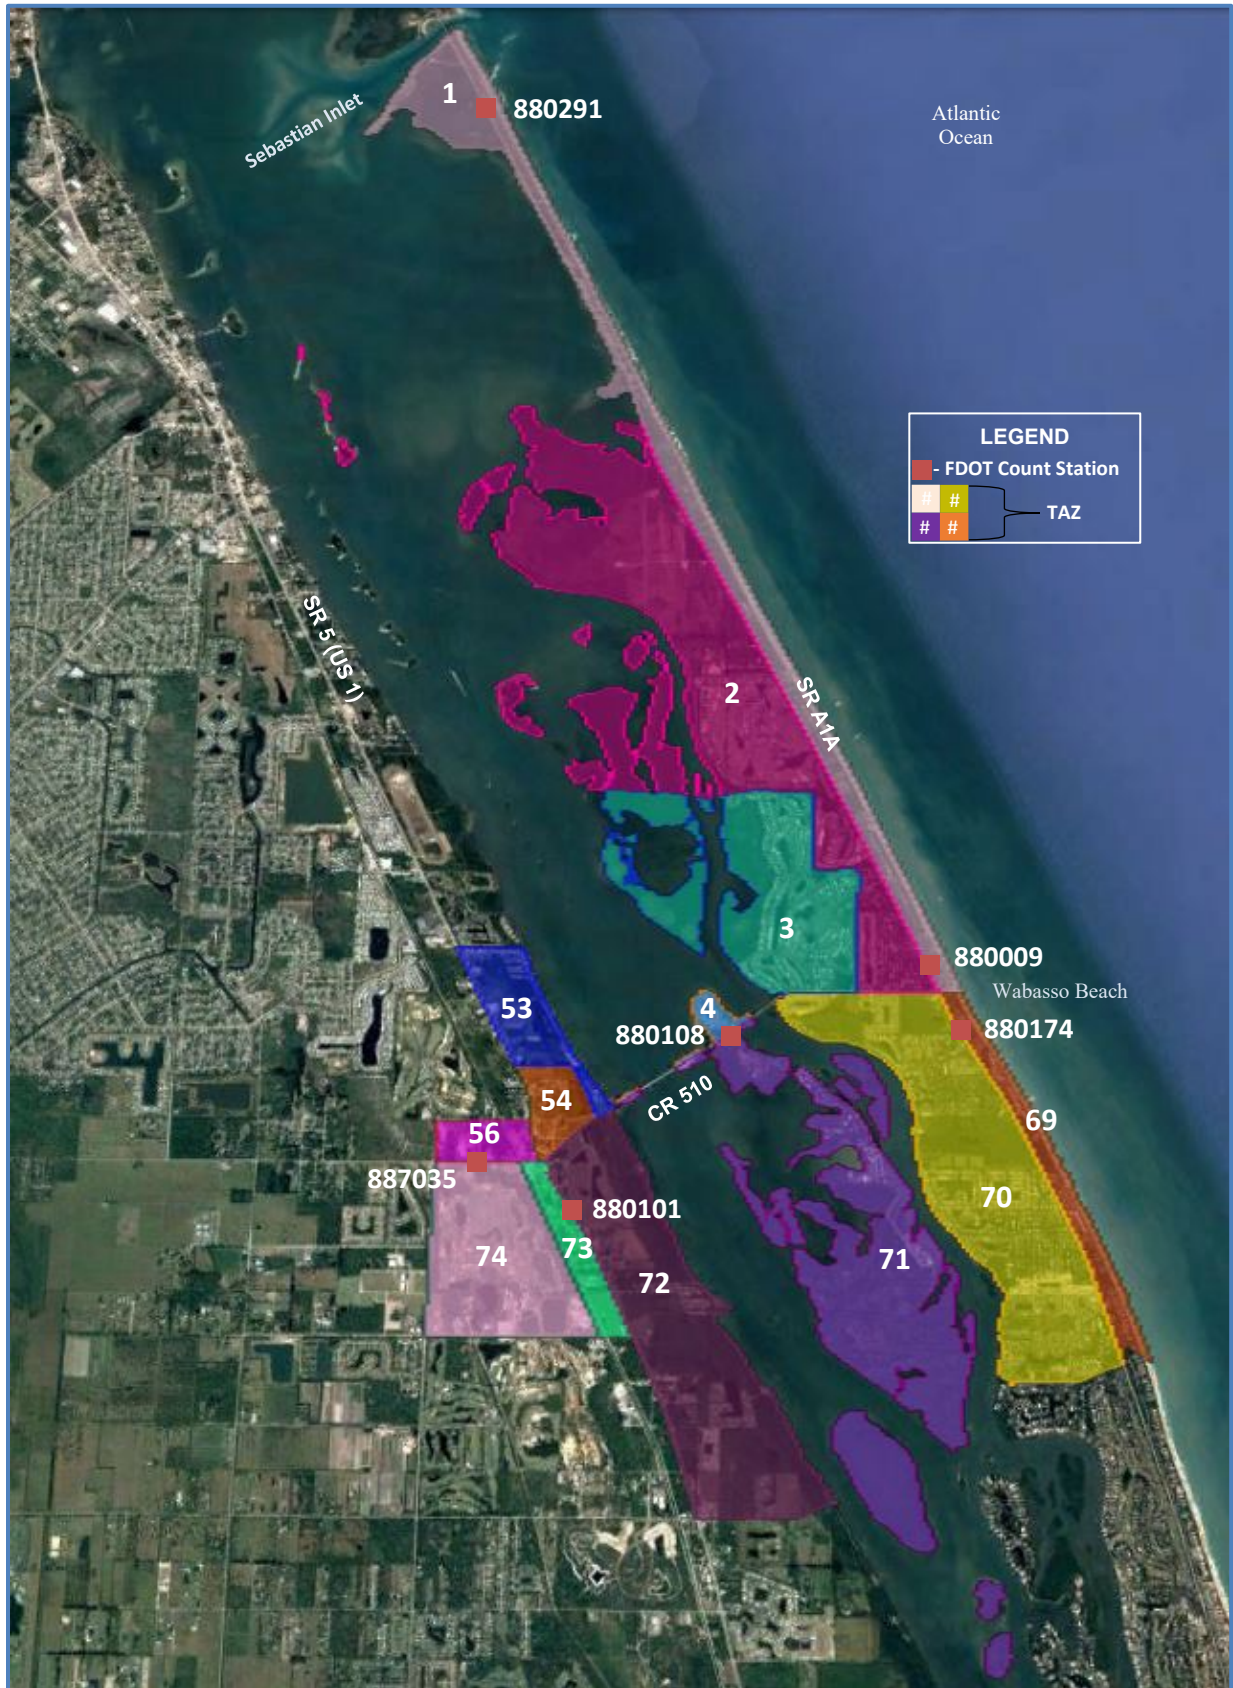 1
880291
Sebastian Inlet
Atlantic
Ocean
LEGEND
- FDOT Count Station
# #
# #
TAZ
SR 5 (US 1)
2
SR A1A
3
880009
Wabasso Beach
4
53
880108
880174
CR 510
54
69
56
887035
70
880101
73
74
71
72